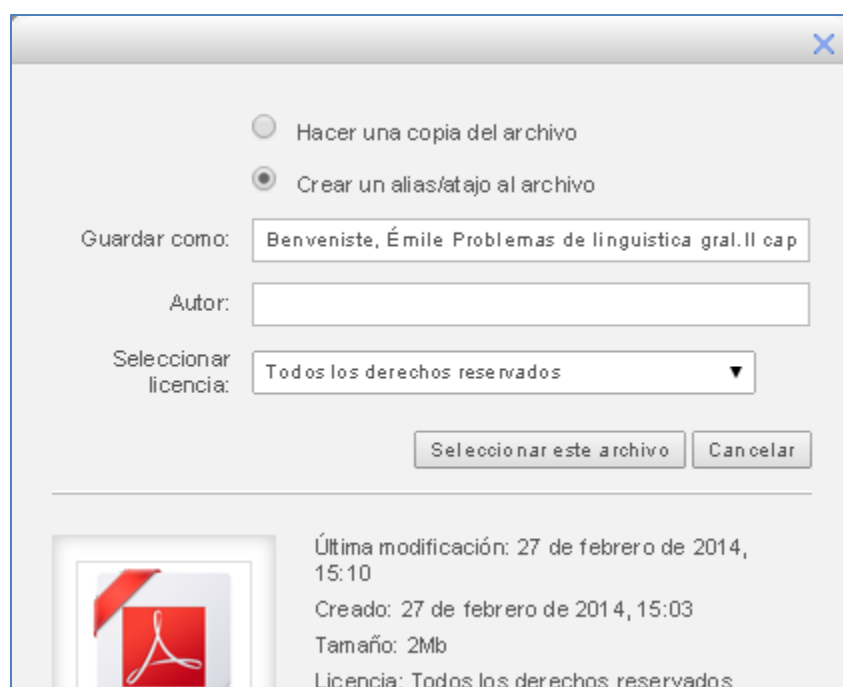 Hacer una copia del archivo
Crear un alias/atajo al archivo
Guardar como: Benveniste, Émile Problemas de linguistica gral.II cap
Autor:
Seleccionar
licencia: Todos los derechos reservados
Seleccionar este archivo Cancelar
Última modificación: 27 de febrero de 2014,
15:10
Creado: 27 de febrero de 2014, 15:03
Tamaño: 2Mb
Licencia: Todos los derechos reservados